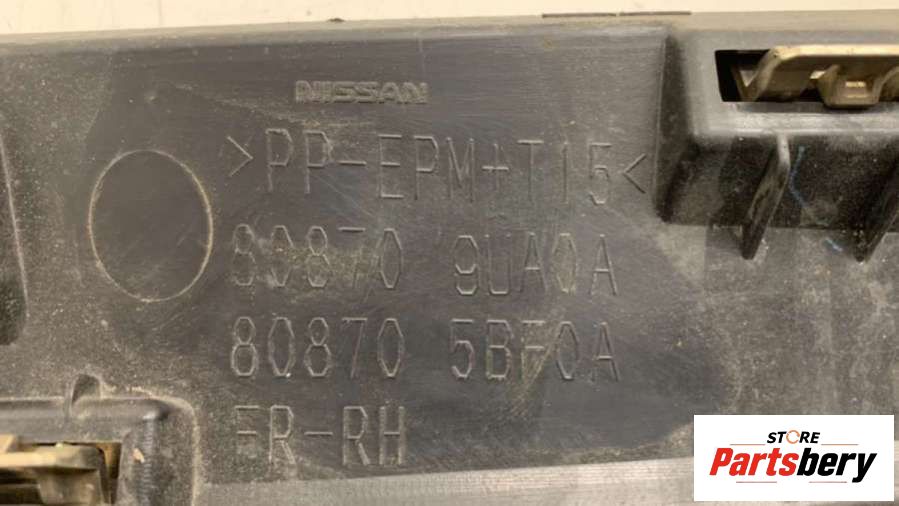 NISSAN
>PP-EPM+T15<
80870 9UA0A
80870 5BF0A
FR-RH
STORE
Partsbery